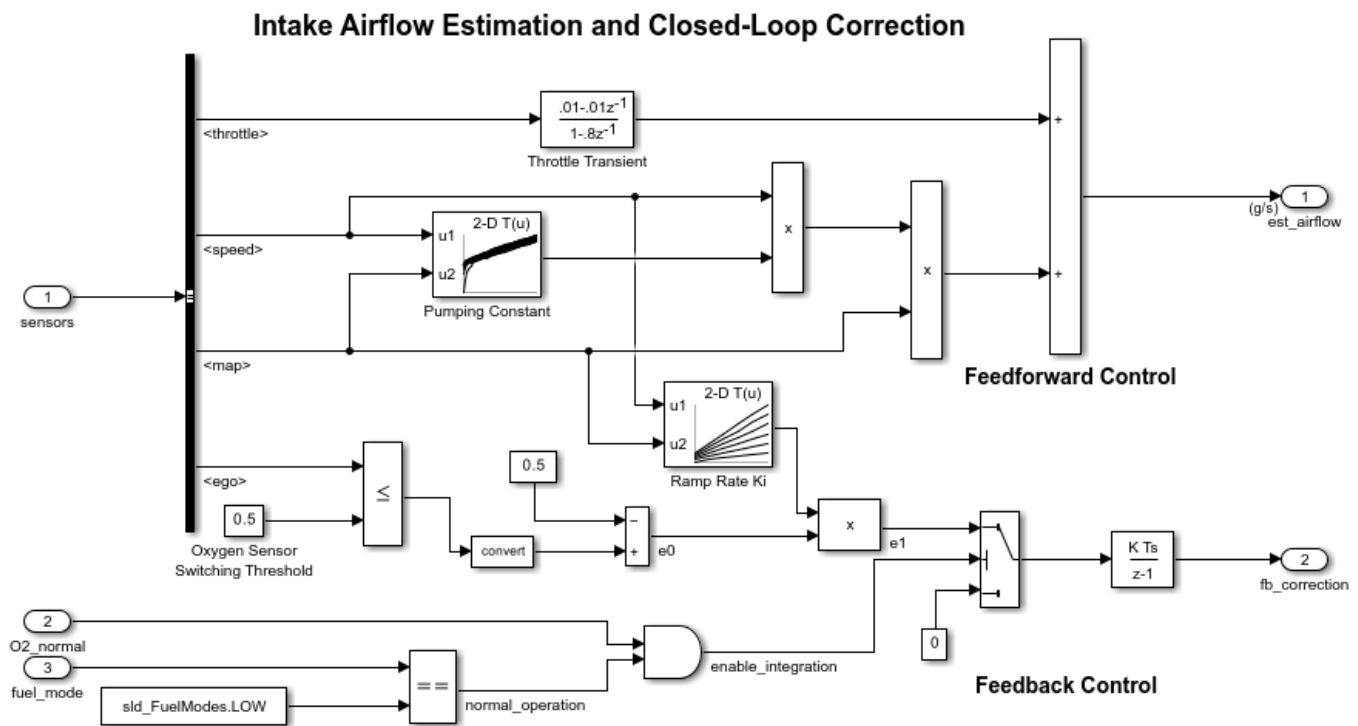 Intake Airflow Estimation and Closed-Loop Correction
.01-.01z-1
1-.8z-1
+
<throttle>
Throttle Transient
2-D T(u)
u1
u2
x
(g/s)
1
est_airflow
<speed>
Pumping Constant
x
+
1
sensors
<map>
Feedforward Control
2-D T(u)
u1
u2
Ramp Rate Ki
<ego>
≤
0.5
0.5
Oxygen Sensor
Switching Threshold
convert
−
+
e0
x
e1
K Ts
z-1
2
fb_correction
2
O2_normal
3
fuel_mode
==
enable_integration
0
sld_FuelModes.LOW
normal_operation
Feedback Control